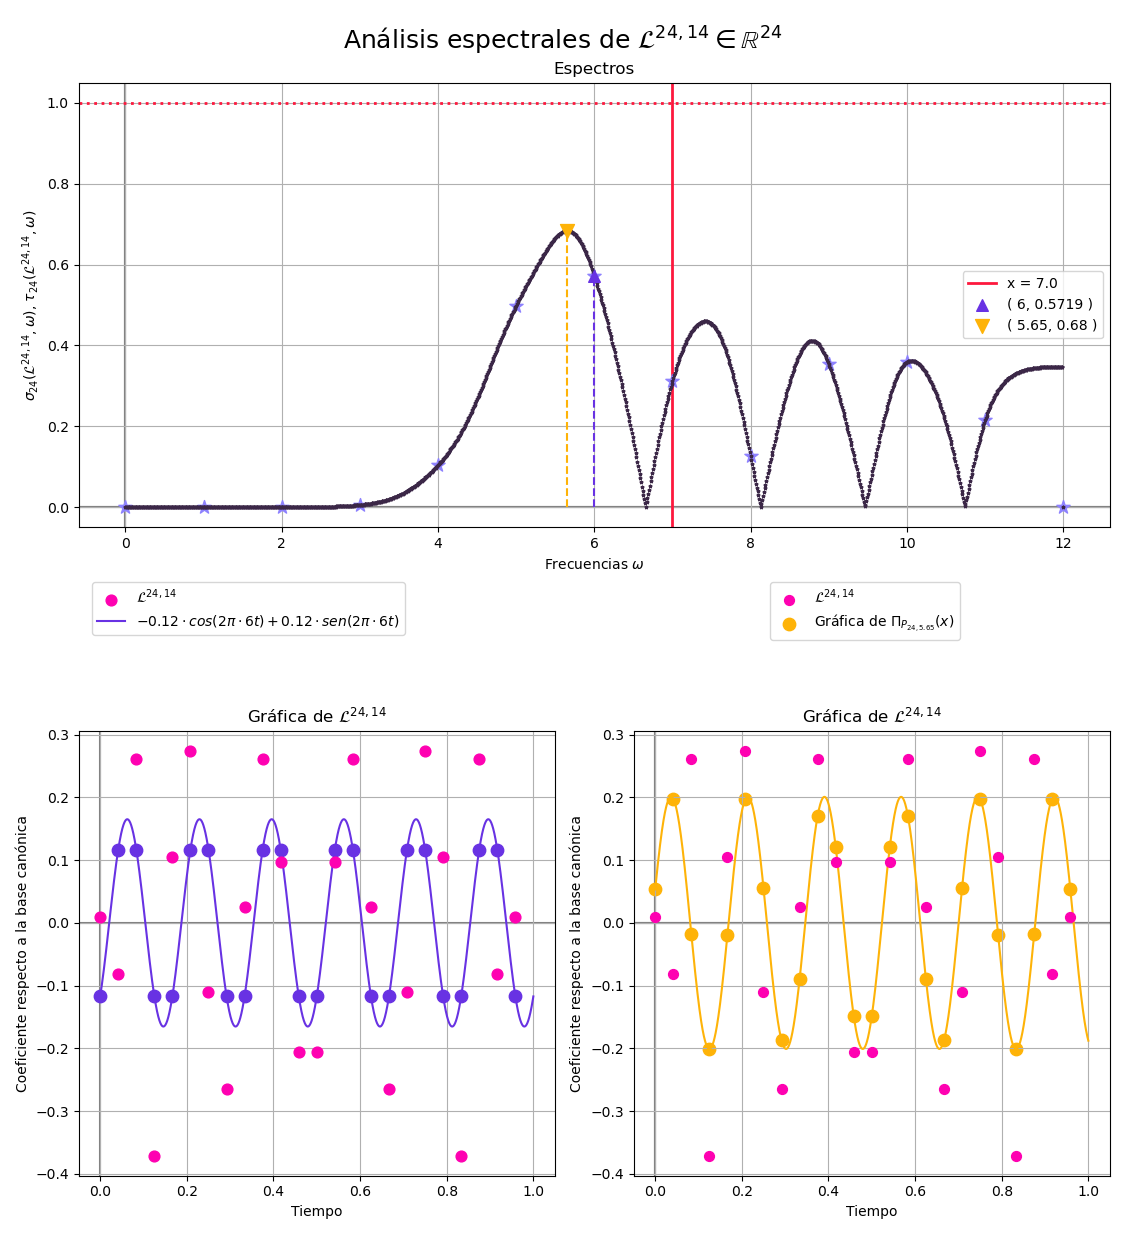 Análisis espectrales de 𝓛^{24,14} ∈ ℝ^{24}
Espectros
σ_{24}(𝓛^{24,14}, ω), τ_{24}(𝓛^{24,14}, ω)
1.0
0.8
0.6
0.4
0.2
0.0
x = 7.0
( 6, 0.5719 )
( 5.65, 0.68 )
0 2 4 6 8 10 12
Frecuencias ω
𝓛^{24,14}
−0.12 · cos(2π · 6t) + 0.12 · sen(2π · 6t)
𝓛^{24,14}
Gráfica de Π_{P_{24,5.65}}(x)
Gráfica de 𝓛^{24,14}
Coeficiente respecto a la base canónica
0.3
0.2
0.1
0.0
−0.1
−0.2
−0.3
−0.4
0.0 0.2 0.4 0.6 0.8 1.0
Tiempo
Gráfica de 𝓛^{24,14}
Coeficiente respecto a la base canónica
0.3
0.2
0.1
0.0
−0.1
−0.2
−0.3
−0.4
0.0 0.2 0.4 0.6 0.8 1.0
Tiempo